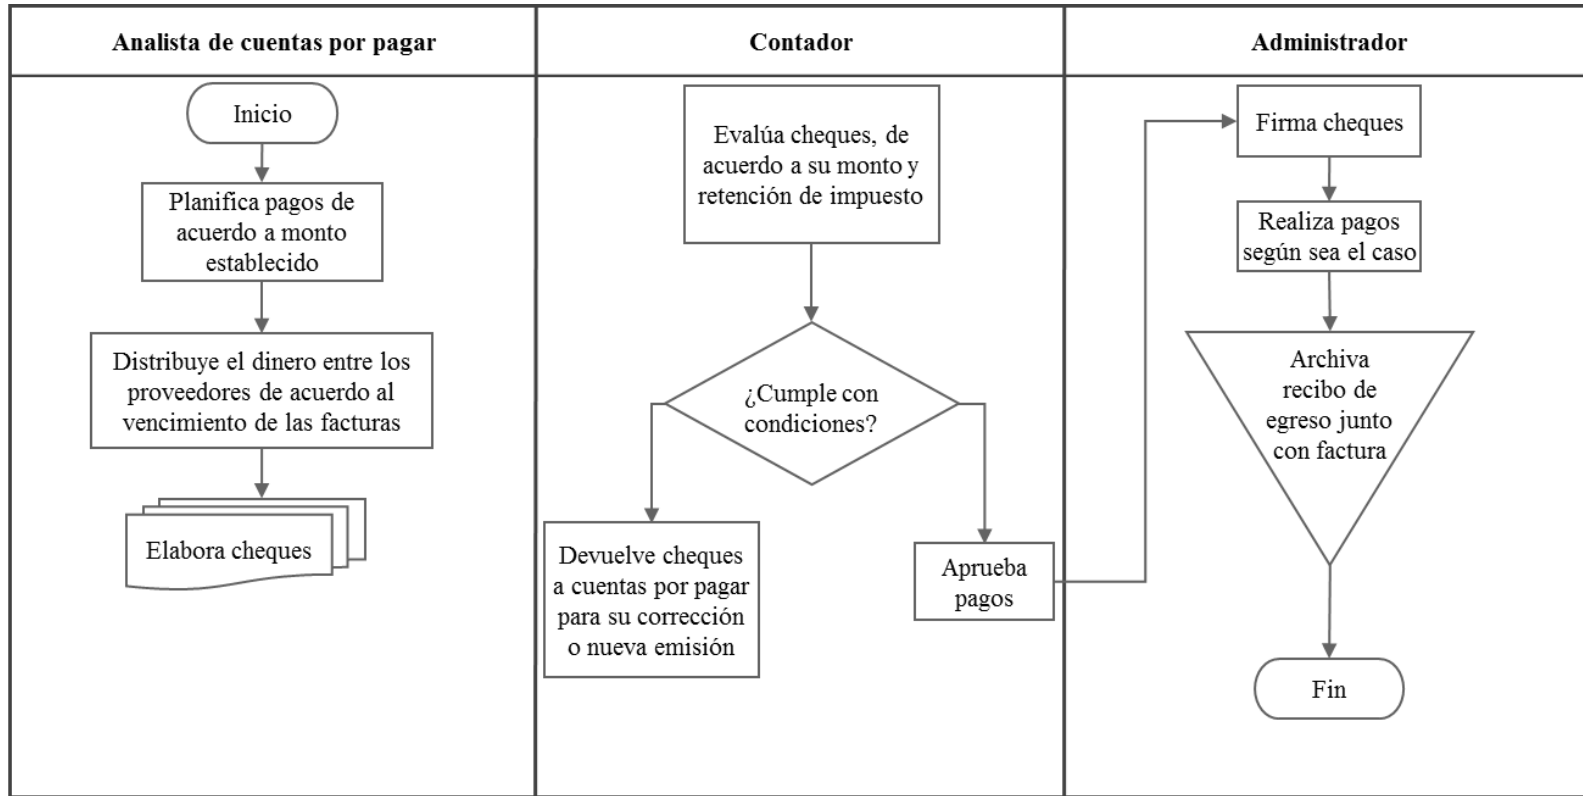 Analista de cuentas por pagar
Contador
Administrador
Inicio
Planifica pagos de
acuerdo a monto
establecido
Distribuye el dinero entre los
proveedores de acuerdo al
vencimiento de las facturas
Elabora cheques
Evalúa cheques, de
acuerdo a su monto y
retención de impuesto
¿Cumple con
condiciones?
Devuelve cheques
a cuentas por pagar
para su corrección
o nueva emisión
Aprueba
pagos
Firma cheques
Realiza pagos
según sea el caso
Archiva
recibo de
egreso junto
con factura
Fin